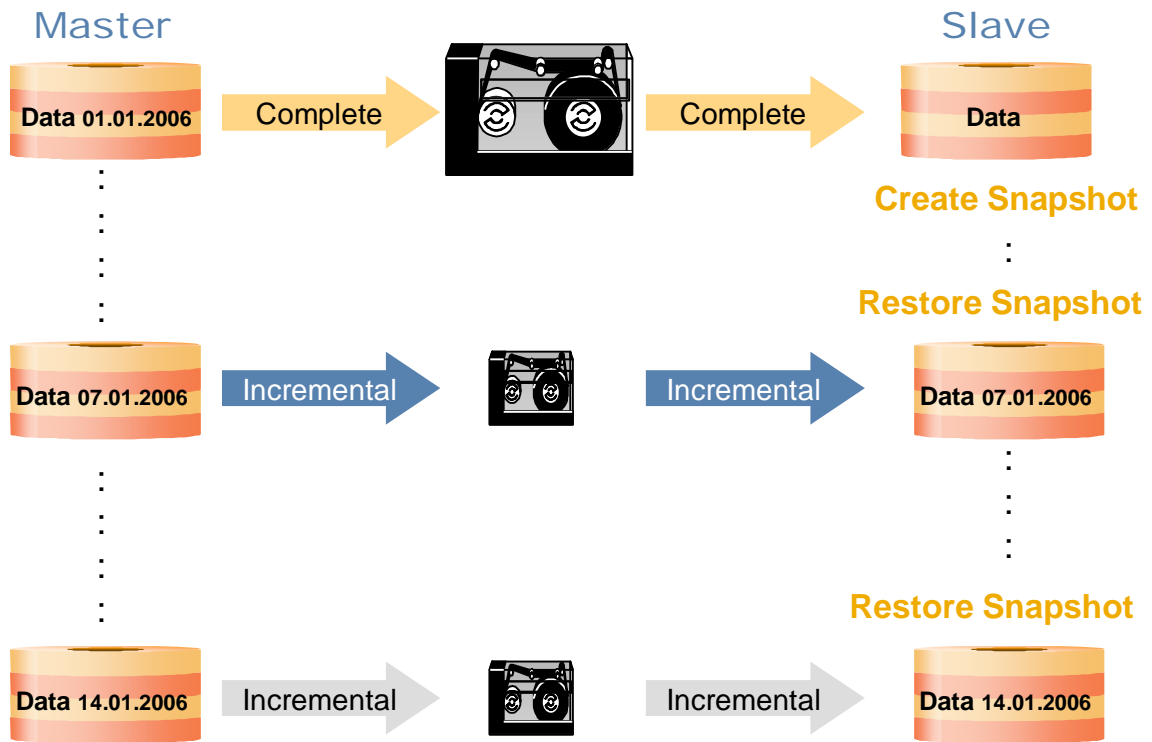 Master
Slave
Data 01.01.2006
Complete
Complete
Data
Create Snapshot
Restore Snapshot
Data 07.01.2006
Incremental
Incremental
Data 07.01.2006
Restore Snapshot
Data 14.01.2006
Incremental
Incremental
Data 14.01.2006